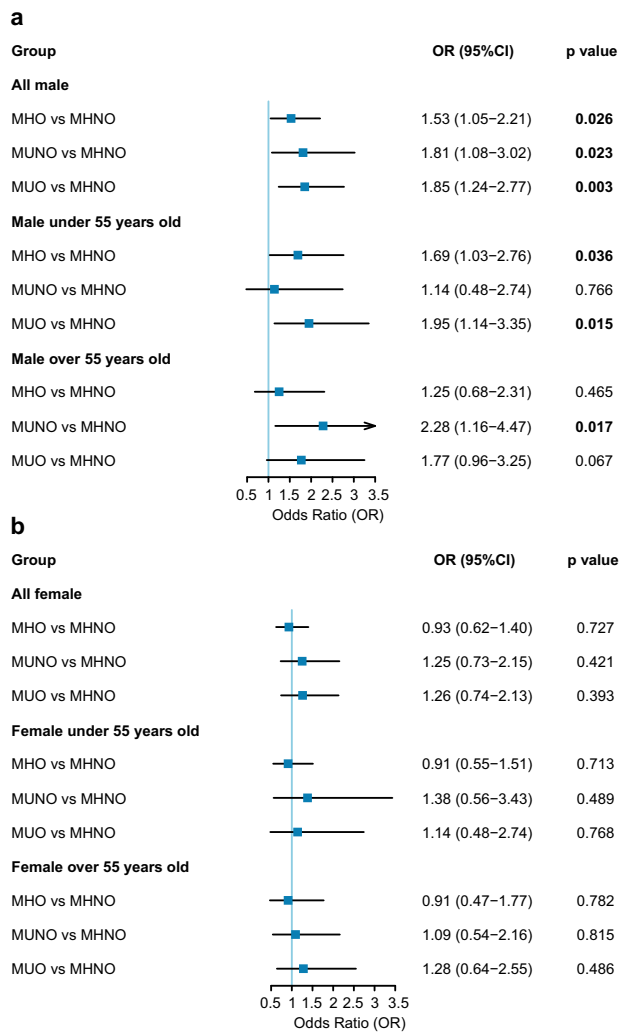 a
Group OR (95%CI) p value
All male
MHO vs MHNO 1.53 (1.05−2.21) 0.026
MUNO vs MHNO 1.81 (1.08−3.02) 0.023
MUO vs MHNO 1.85 (1.24−2.77) 0.003
Male under 55 years old
MHO vs MHNO 1.69 (1.03−2.76) 0.036
MUNO vs MHNO 1.14 (0.48−2.74) 0.766
MUO vs MHNO 1.95 (1.14−3.35) 0.015
Male over 55 years old
MHO vs MHNO 1.25 (0.68−2.31) 0.465
MUNO vs MHNO 2.28 (1.16−4.47) 0.017
MUO vs MHNO 1.77 (0.96−3.25) 0.067
0.5 1 1.5 2 2.5 3 3.5
Odds Ratio (OR)
b
Group OR (95%CI) p value
All female
MHO vs MHNO 0.93 (0.62−1.40) 0.727
MUNO vs MHNO 1.25 (0.73−2.15) 0.421
MUO vs MHNO 1.26 (0.74−2.13) 0.393
Female under 55 years old
MHO vs MHNO 0.91 (0.55−1.51) 0.713
MUNO vs MHNO 1.38 (0.56−3.43) 0.489
MUO vs MHNO 1.14 (0.48−2.74) 0.768
Female over 55 years old
MHO vs MHNO 0.91 (0.47−1.77) 0.782
MUNO vs MHNO 1.09 (0.54−2.16) 0.815
MUO vs MHNO 1.28 (0.64−2.55) 0.486
0.5 1 1.5 2 2.5 3 3.5
Odds Ratio (OR)